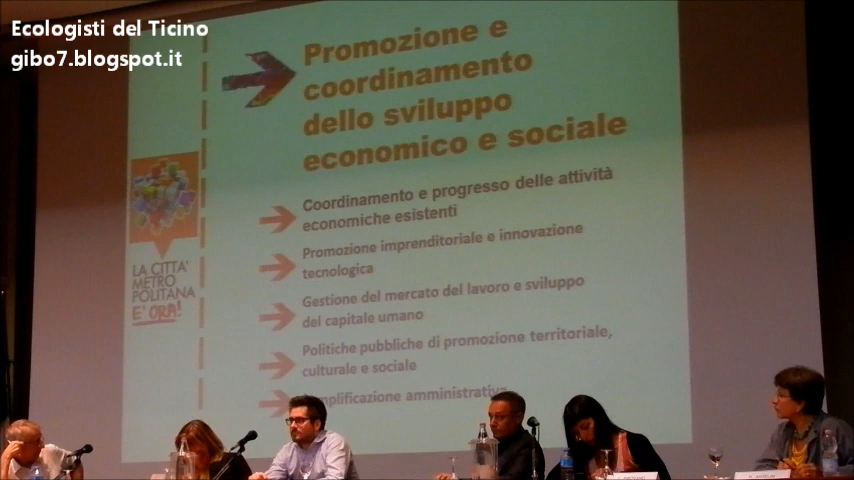 Ecologisti del Ticino
gibo7.blogspot.it
Promozione e
coordinamento
dello sviluppo
economico e sociale
Coordinamento e progresso delle attività
economiche esistenti
Promozione imprenditoriale e innovazione
tecnologica
Gestione del mercato del lavoro e sviluppo
del capitale umano
Politiche pubbliche di promozione territoriale,
culturale e sociale
Semplificazione amministrativa
LA CITTA'
METRO
POLITANA
E' ORA!